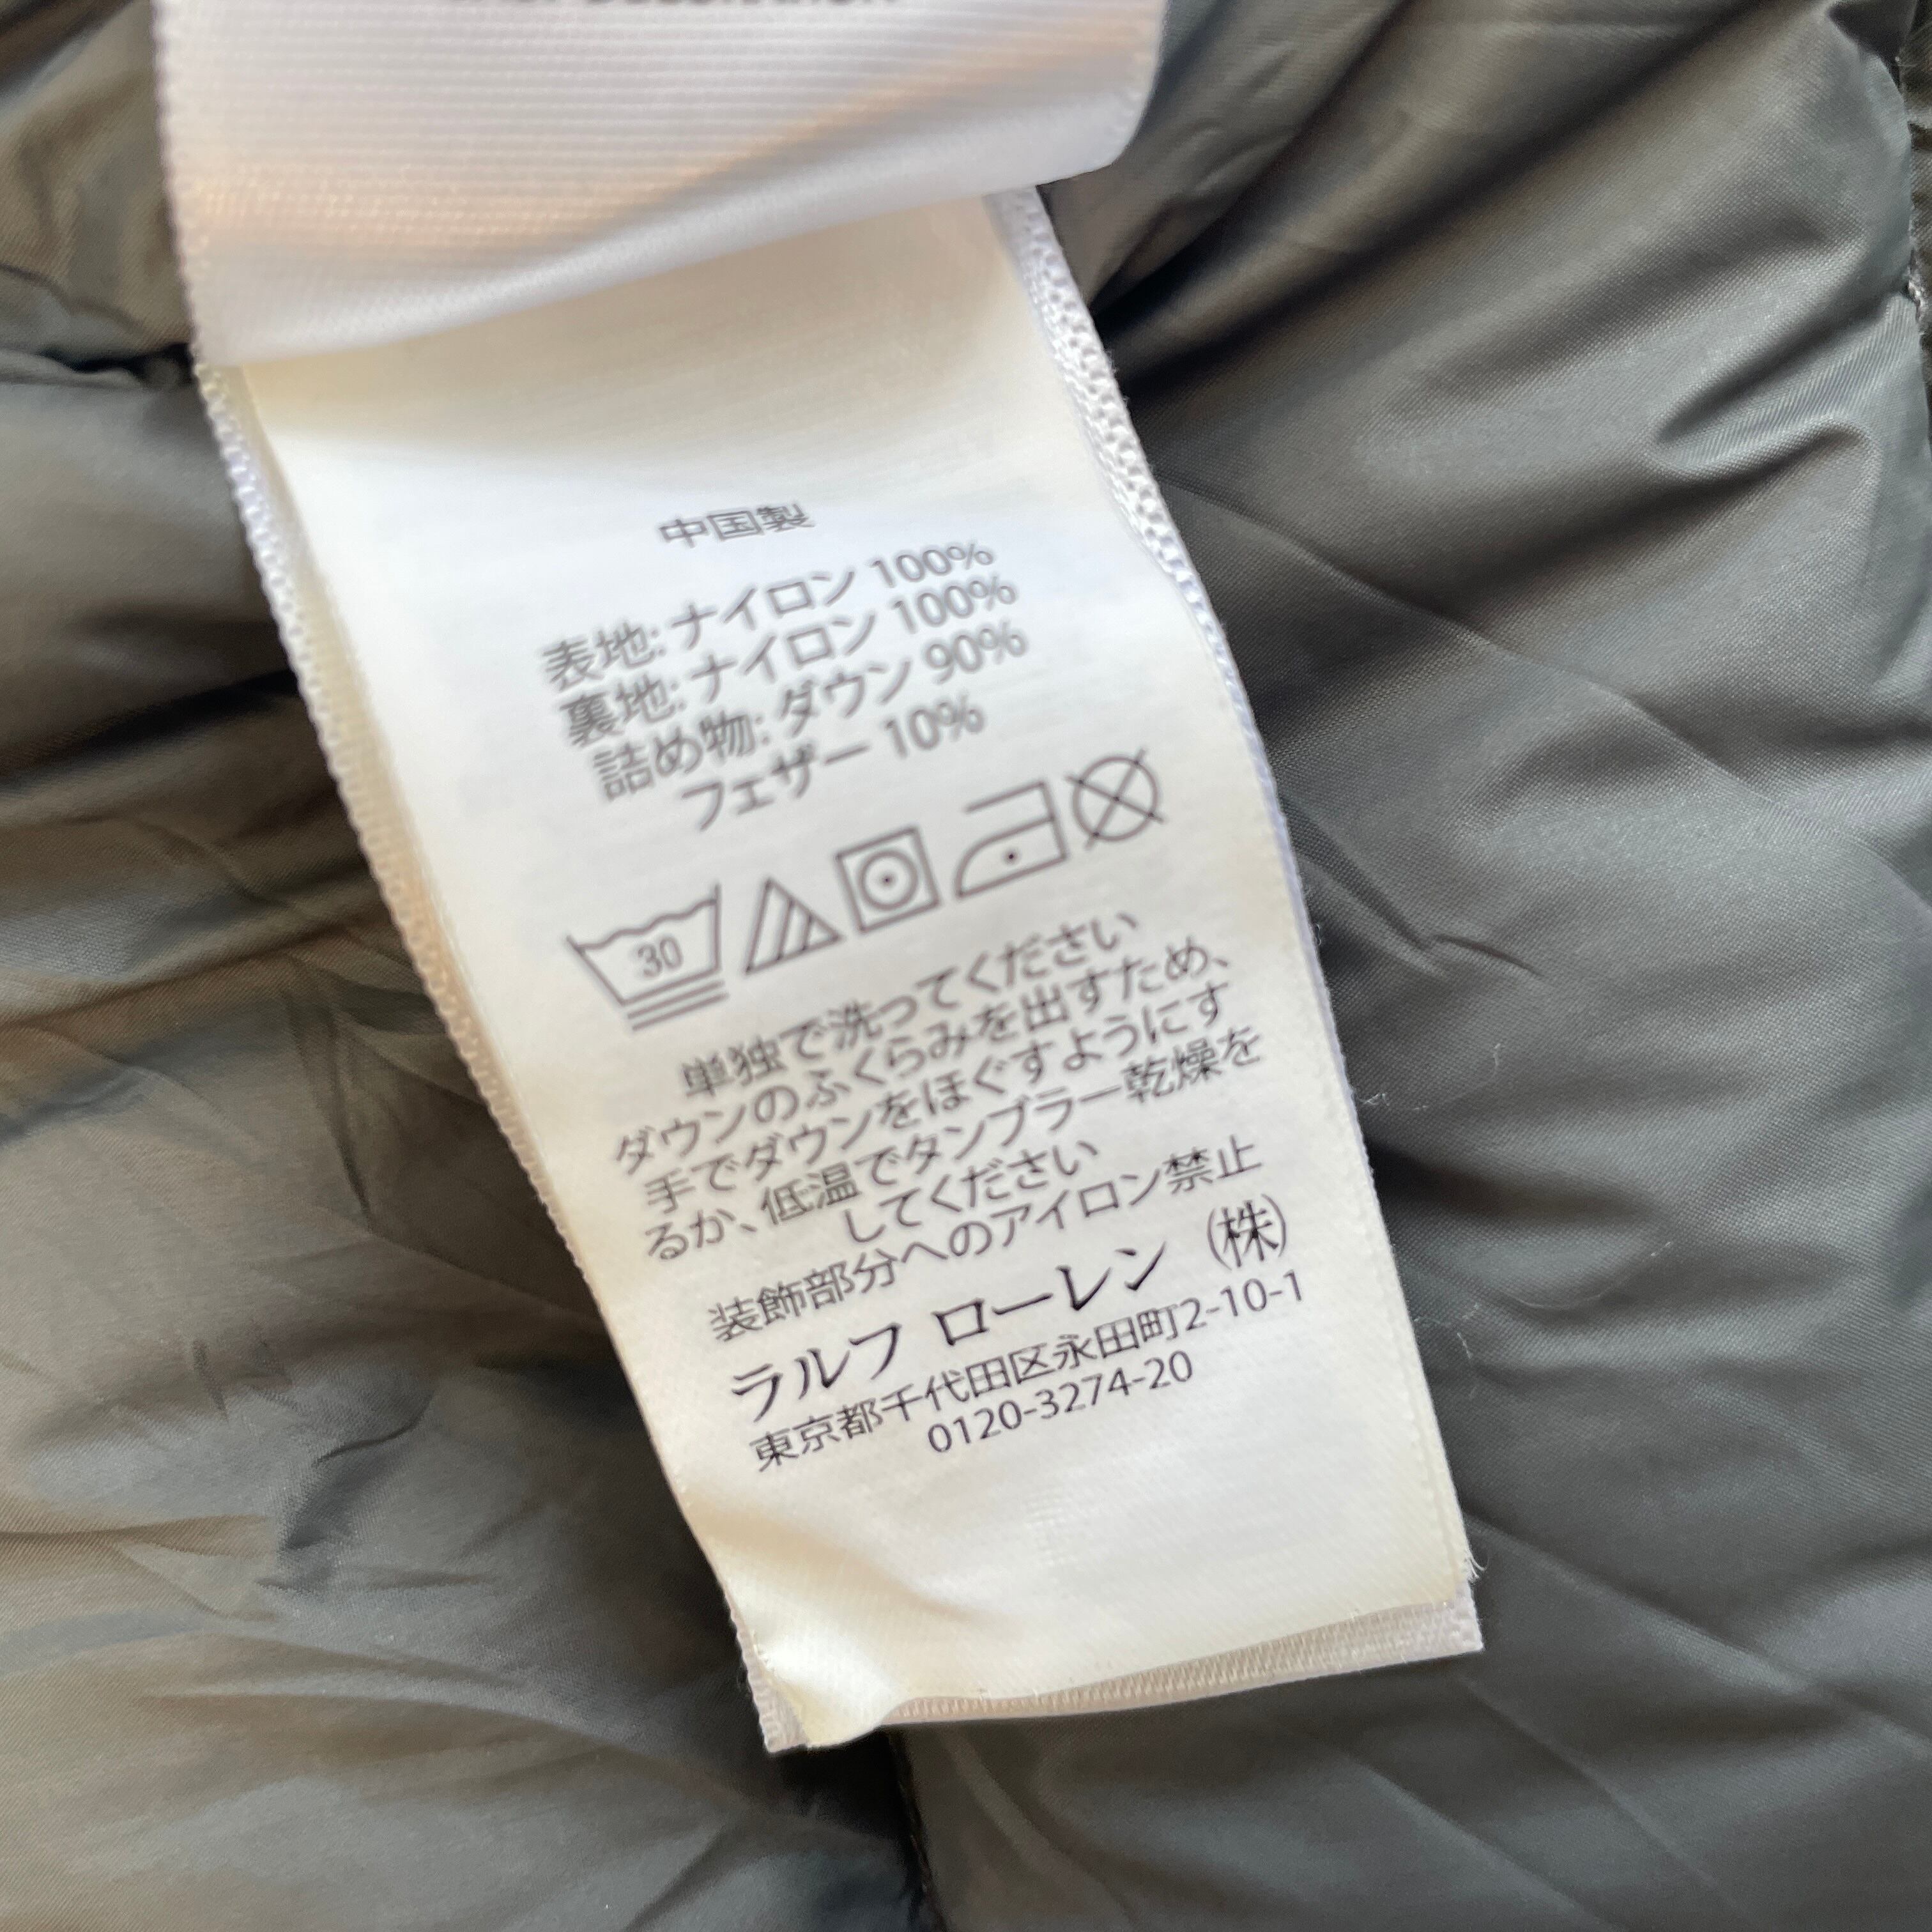 中国製
表地: ナイロン 100%
裏地: ナイロン 100%
詰め物: ダウン 90%
フェザー 10%
30
単独で洗ってください
ダウンのふくらみを出すため、
手でダウンをほぐすようにす
るか、低温でタンブラー乾燥を
してください
装飾部分へのアイロン禁止
ラルフ ローレン (株)
東京都千代田区永田町2-10-1
0120-3274-20